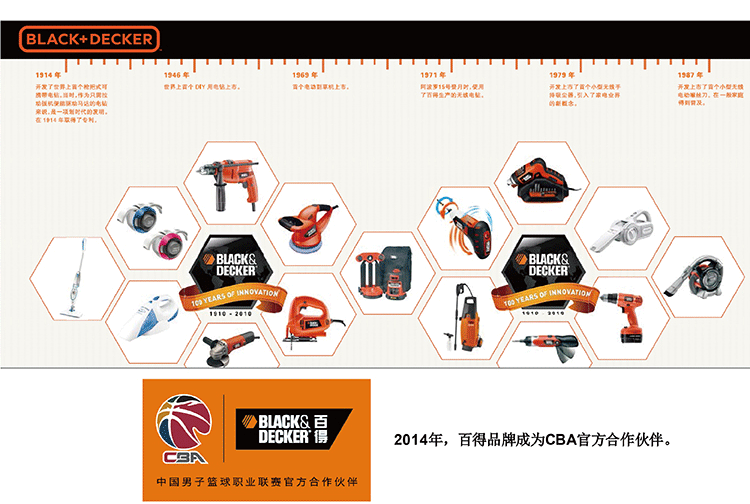 BLACK+DECKER
1914 年
开发了世界上首个枪闸式可
携带电钻。当时，作为只需拉
动扳机便能驱动马达的电钻
来说，是一项划时代的发明。
在 1914 年取得了专利。
1946 年
世界上首个 DIY 用电钻上市。
1969 年
首个电动割草机上市。
1971 年
阿波罗15号登月时，使用
了百得生产的无线电钻。
1979 年
开发上市了首个小型无线手
持吸尘器，引入了家电业界
的新概念。
1987 年
开发上市了首个小型无线
电动螺丝刀，在一般家庭
得到普及。
BLACK&
DECKER
100 YEARS OF INNOVATION
1910 - 2010
BLACK&
DECKER
100 YEARS OF INNOVATION
1910 - 2010
CBA
BLACK&
DECKER
百得
中国男子篮球职业联赛官方合作伙伴
2014年，百得品牌成为CBA官方合作伙伴。